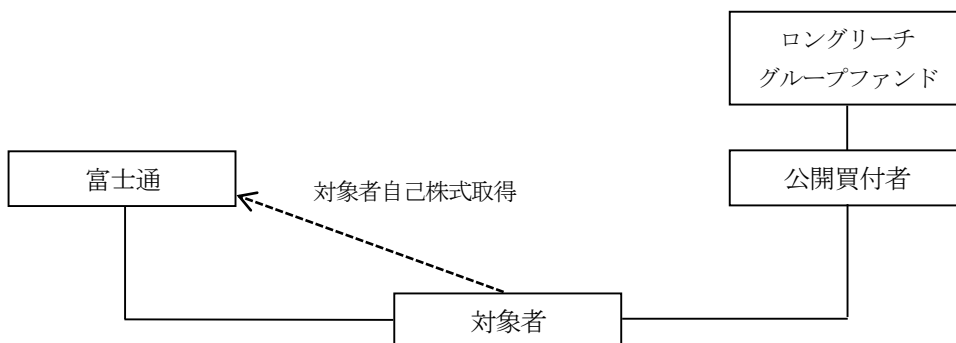 ロングリーチ
グループファンド
富士通
公開買付者
対象者自己株式取得
対象者